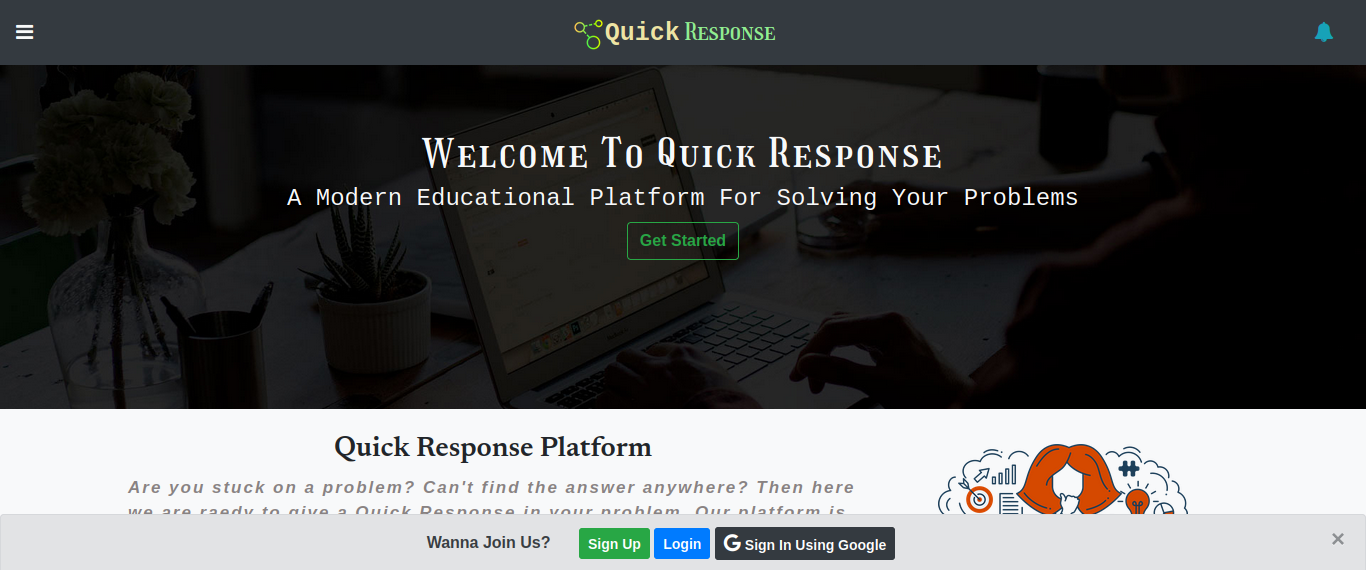 Quick Response
Welcome To Quick Response
A Modern Educational Platform For Solving Your Problems
Get Started
Quick Response Platform
Are you stuck on a problem? Can't find the answer anywhere? Then here
we are raedy to give a Quick Response in your problem. Our platform is
Wanna Join Us? Sign Up Login Sign In Using Google ×